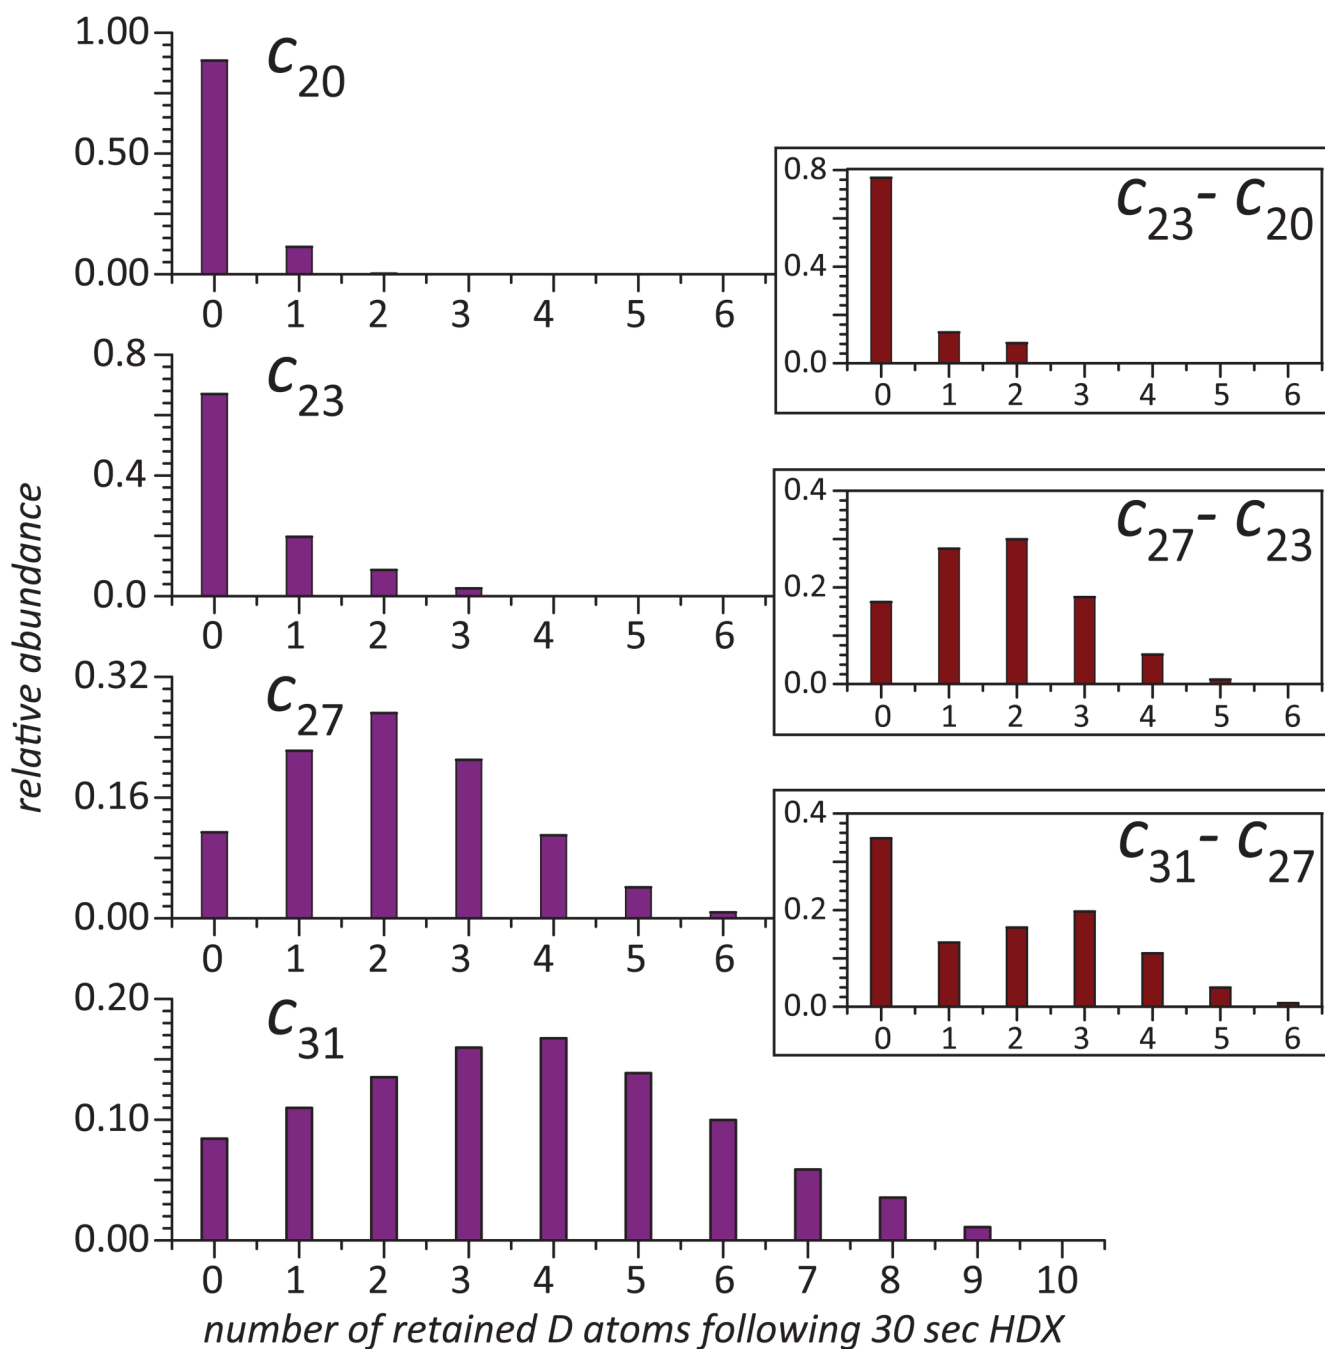 relative abundance
1.00
0.50
0.00
c20
0 1 2 3 4 5 6
0.8
0.4
0.0
c23 - c20
0 1 2 3 4 5 6
0.8
0.4
0.0
c23
0 1 2 3 4 5 6
0.4
0.2
0.0
c27 - c23
0 1 2 3 4 5 6
0.32
0.16
0.00
c27
0 1 2 3 4 5 6
0.4
0.2
0.0
c31 - c27
0 1 2 3 4 5 6
0.20
0.10
0.00
c31
0 1 2 3 4 5 6 7 8 9 10
number of retained D atoms following 30 sec HDX